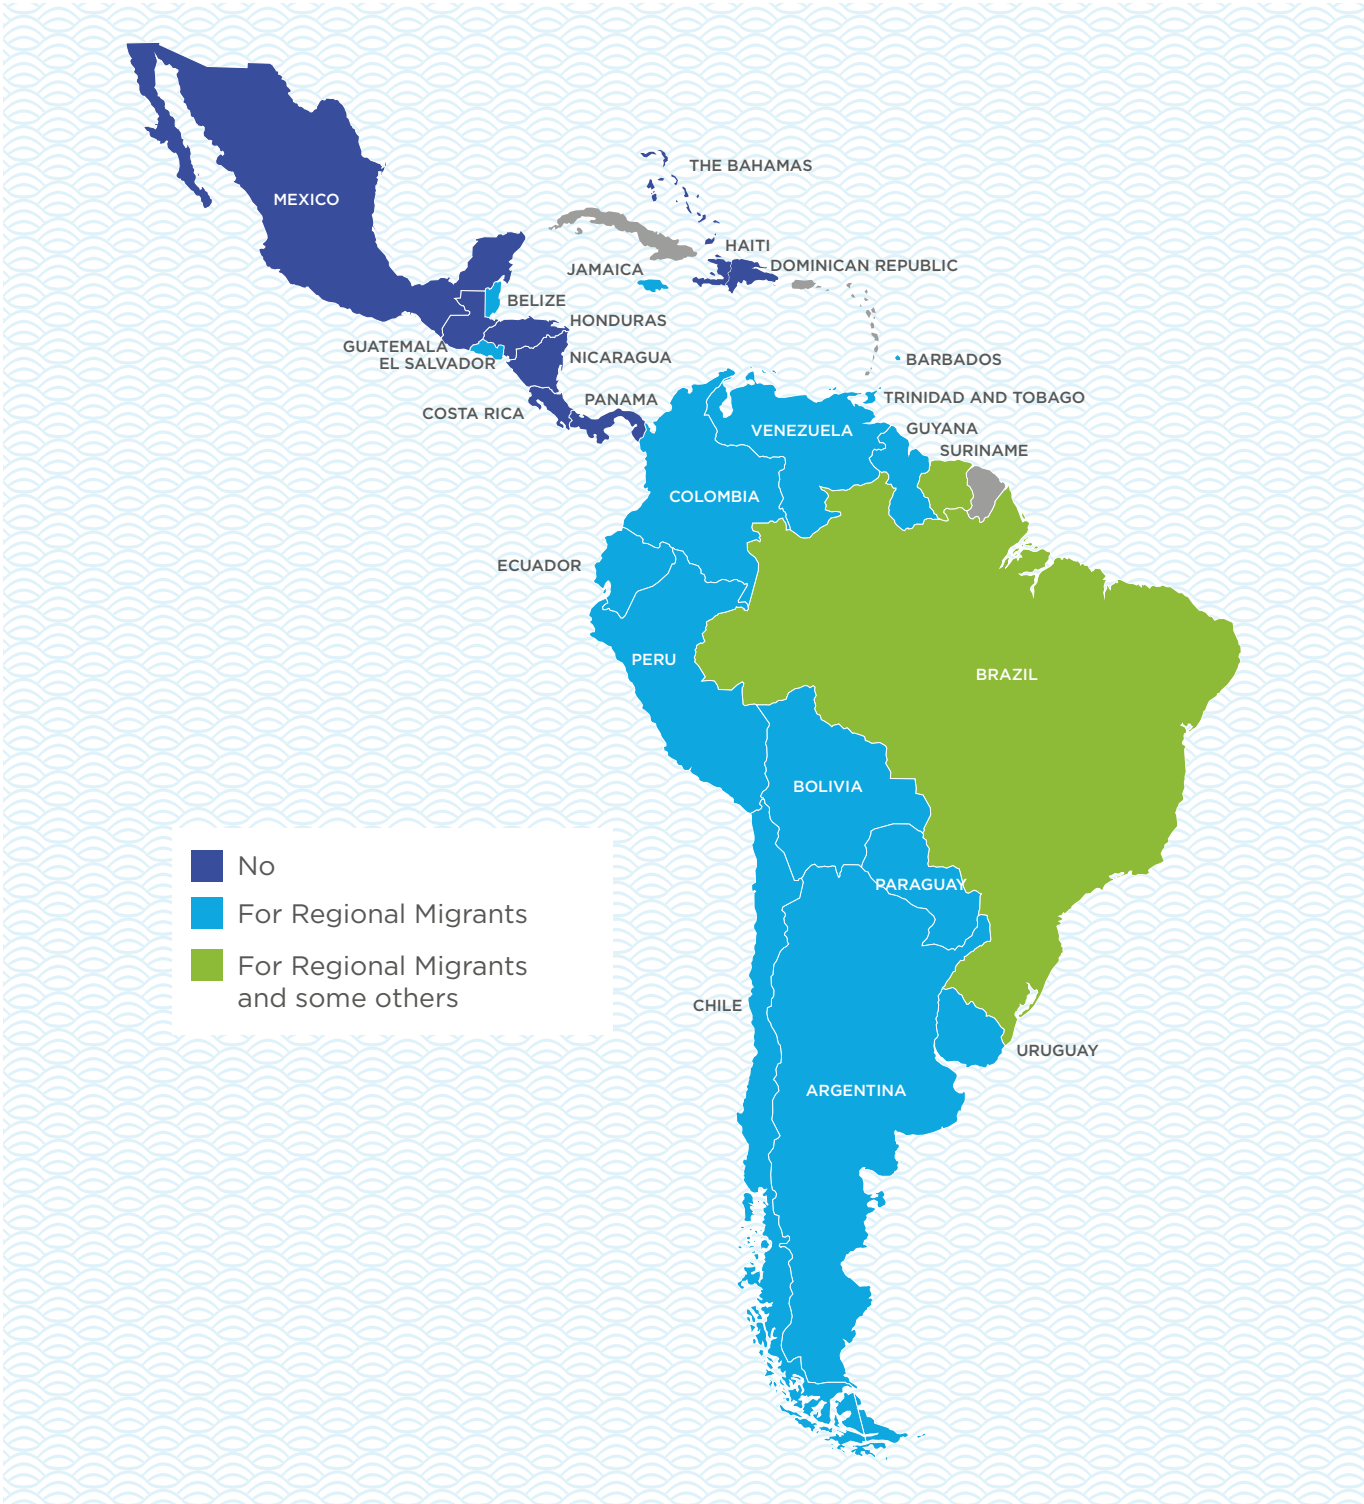 THE BAHAMAS
MEXICO
HAITI
DOMINICAN REPUBLIC
JAMAICA
BELIZE
HONDURAS
GUATEMALA
NICARAGUA
EL SALVADOR
BARBADOS
PANAMA
TRINIDAD AND TOBAGO
COSTA RICA
VENEZUELA
GUYANA
SURINAME
COLOMBIA
ECUADOR
PERU
BRAZIL
BOLIVIA
No
PARAGUAY
For Regional Migrants
For Regional Migrants
and some others
CHILE
URUGUAY
ARGENTINA